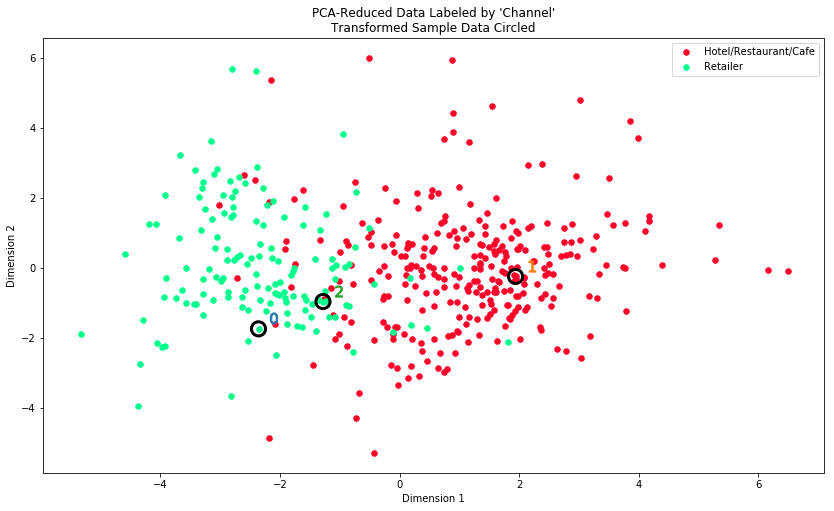 PCA-Reduced Data Labeled by 'Channel'
Transformed Sample Data Circled
Hotel/Restaurant/Cafe
Retailer
6
4
2
0
−2
−4
Dimension 2
0
1
2
−4
−2
0
2
4
6
Dimension 1